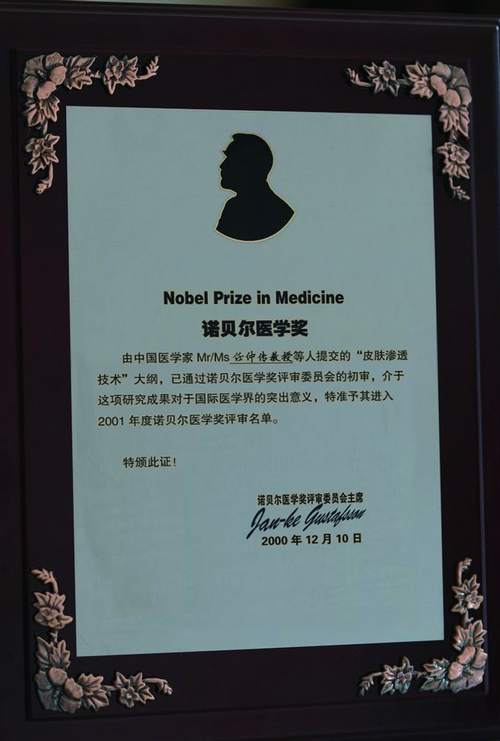 Nobel Prize in Medicine
诺贝尔医学奖
由中国医学家 Mr/Ms 任仲传教授等人提交的“皮肤渗透
技术”大纲，已通过诺贝尔医学奖评审委员会的初审，介于
这项研究成果对于国际医学界的突出意义，特准予其进入
2001 年度诺贝尔医学奖评审名单。
特颁此证！
诺贝尔医学奖评审委员会主席
Jan-ke Gustafsson
2000 年 12 月 10 日